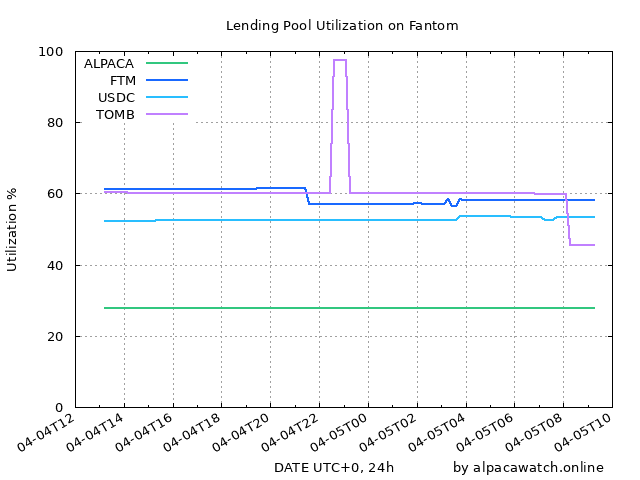 Lending Pool Utilization on Fantom
100
80
60
40
20
0
Utilization %
ALPACA
FTM
USDC
TOMB
04-04T12
04-04T14
04-04T16
04-04T18
04-04T20
04-04T22
04-05T00
04-05T02
04-05T04
04-05T06
04-05T08
04-05T10
DATE UTC+0, 24h
by alpacawatch.online